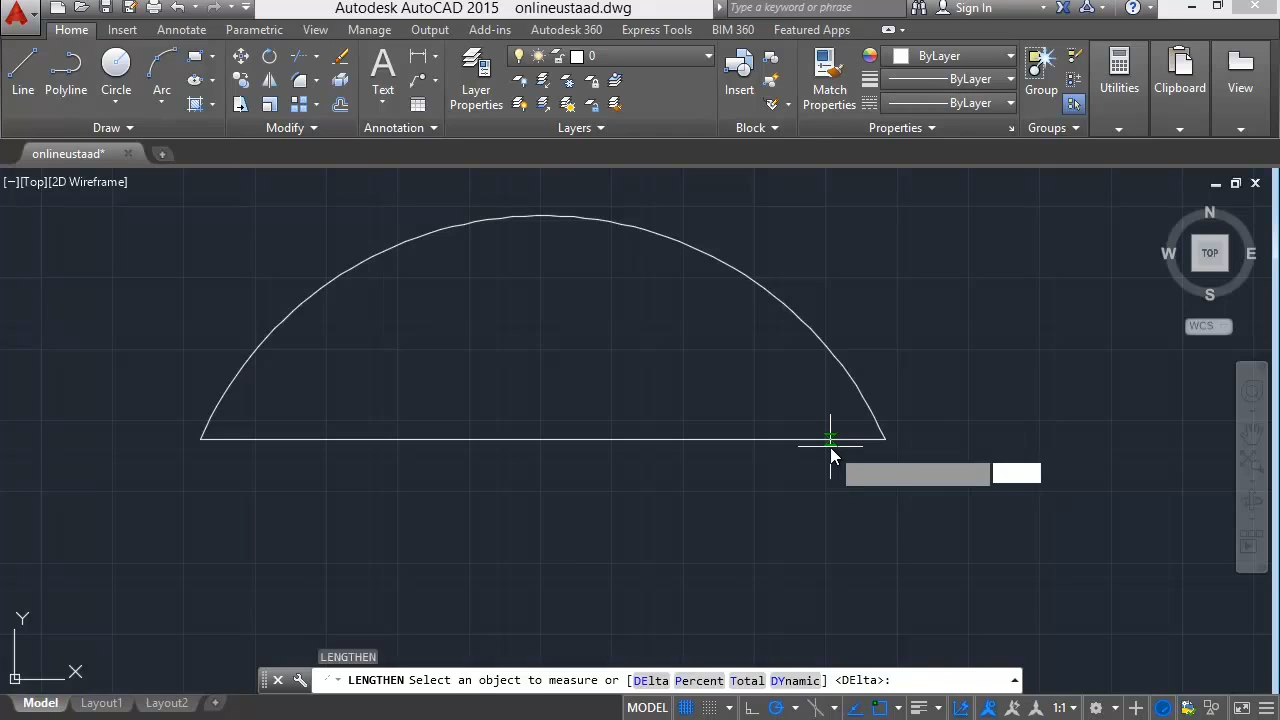 Autodesk AutoCAD 2015 onlineustaad.dwg
Type a keyword or phrase
Sign In
Home Insert Annotate Parametric View Manage Output Add-ins Autodesk 360 Express Tools BIM 360 Featured Apps
Line Polyline Circle Arc
Text
Layer
Properties
0
Insert
Match
Properties
ByLayer
ByLayer
ByLayer
Group
Utilities Clipboard View
Draw Modify Annotation Layers Block Properties Groups
onlineustaad*
[−][Top][2D Wireframe]
N
W TOP E
S
WCS
Y
X
LENGTHEN
LENGTHEN Select an object to measure or [DElta Percent Total DYnamic] <DElta>:
Model Layout1 Layout2 +
MODEL 1:1